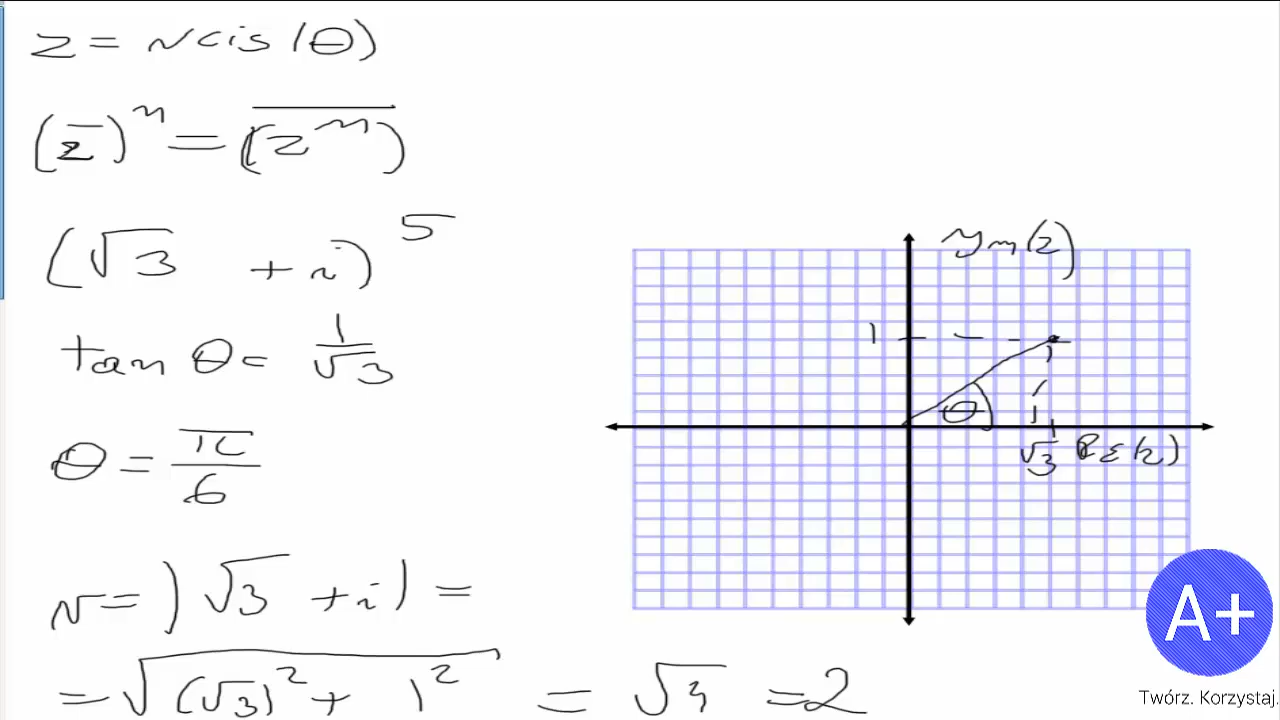 z = r cis (θ)
(z̅)ⁿ = \overline{(zⁿ)}
(√3 + i)⁵
tan θ = 1/√3
θ = π/6
r = |√3 + i| =
= √((√3)² + 1²) = √4 = 2
Im(z)
1
θ
√3 Re(z)
A+
Twórz. Korzystaj